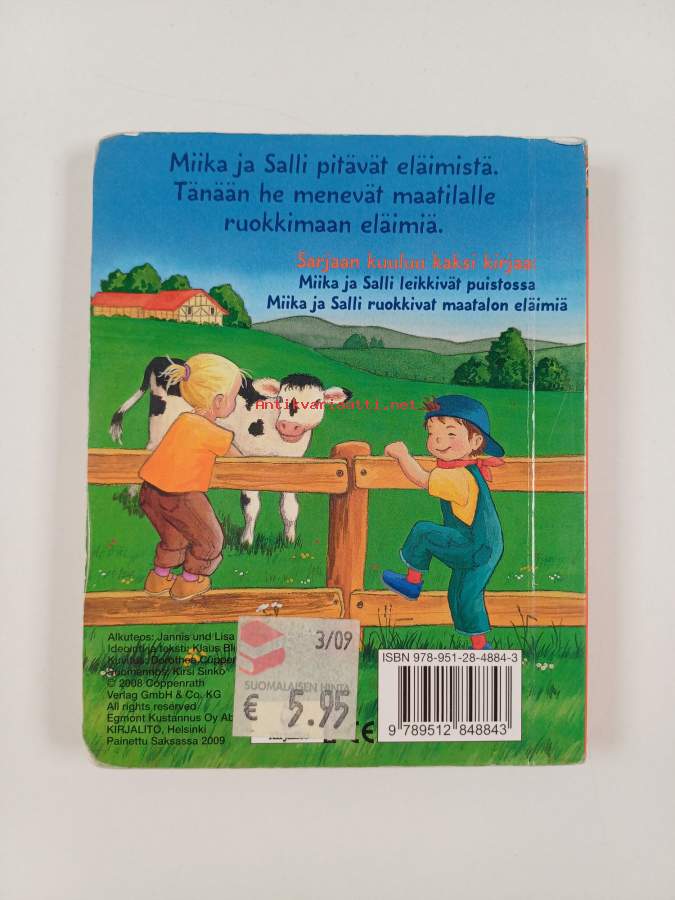 Miika ja Salli pitävät eläimistä.
Tänään he menevät maatilalle
ruokkimaan eläimiä.
Sarjaan kuuluu kaksi kirjaa:
Miika ja Salli leikkivät puistossa
Miika ja Salli ruokkivat maatalon eläimiä
Antikvariaatti.net
Alkuteos: Jannis und Lisa
Ideointi ja teksti: Klaus
Kuvitus: Dorothea
Suomennos: Kirsi Sinko
© 2008 Coppenrath
Verlag GmbH & Co. KG
All rights reserved
Egmont Kustannus Oy Ab
KIRJALITO, Helsinki
Painettu Saksassa 2009
3/09
SUOMALAISEN HINTA
€ 5.95
CE
ISBN 978-951-28-4884-3
9 789512 848843